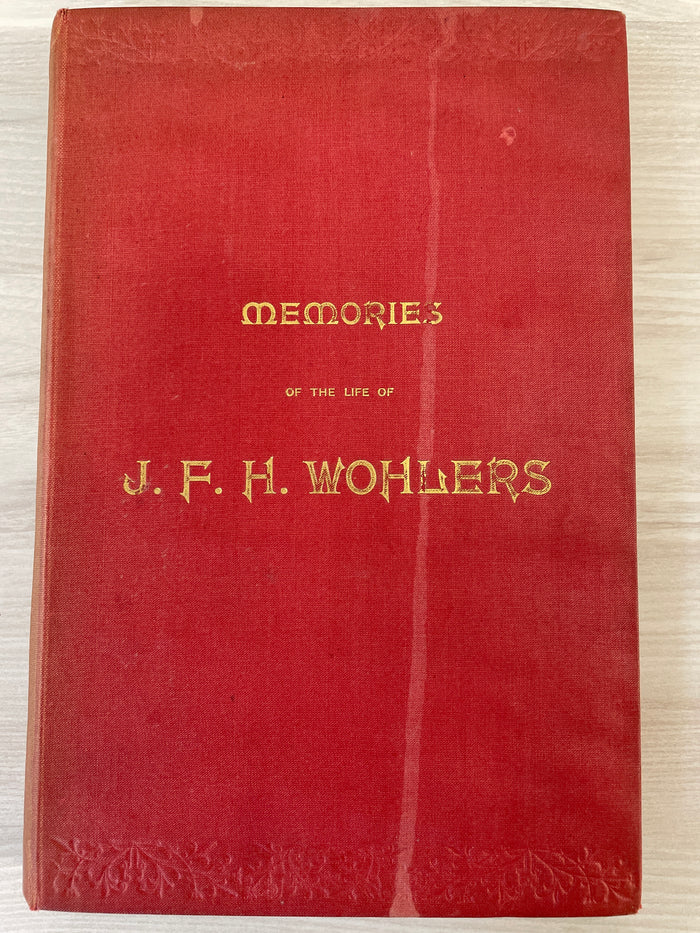 MEMORIES
OF THE LIFE OF
J. F. H. WOHLERS